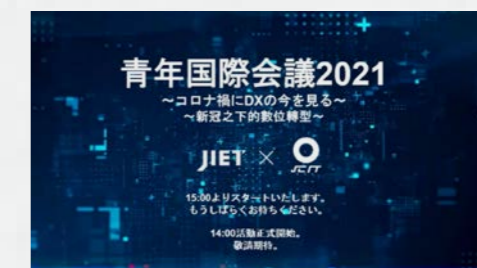 青年国際会議2021
〜コロナ禍にDXの今を見る〜
〜新冠之下的數位轉型〜
JIET ×
15:00よりスタートいたします。
もうしばらくお待ちください。
14:00活動正式開始。
敬請期待。